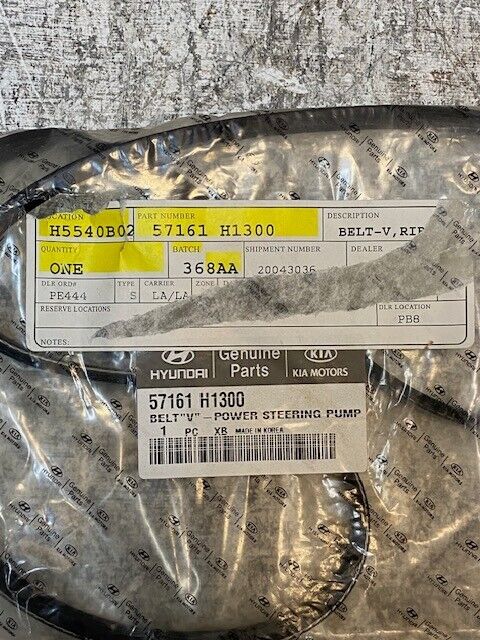 LOCATION PART NUMBER DESCRIPTION
H5540B02 57161 H1300 BELT-V,RIB
QUANTITY BATCH SHIPMENT NUMBER DEALER
ONE 368AA 20043036
DLR ORD# TYPE CARRIER ZONE
PE444 S LA/LA
RESERVE LOCATIONS DLR LOCATION
PB8
NOTES:
HYUNDAI Genuine Parts KIA
KIA MOTORS
57161 H1300
BELT"V"-POWER STEERING PUMP
1 PC XB MADE IN KOREA